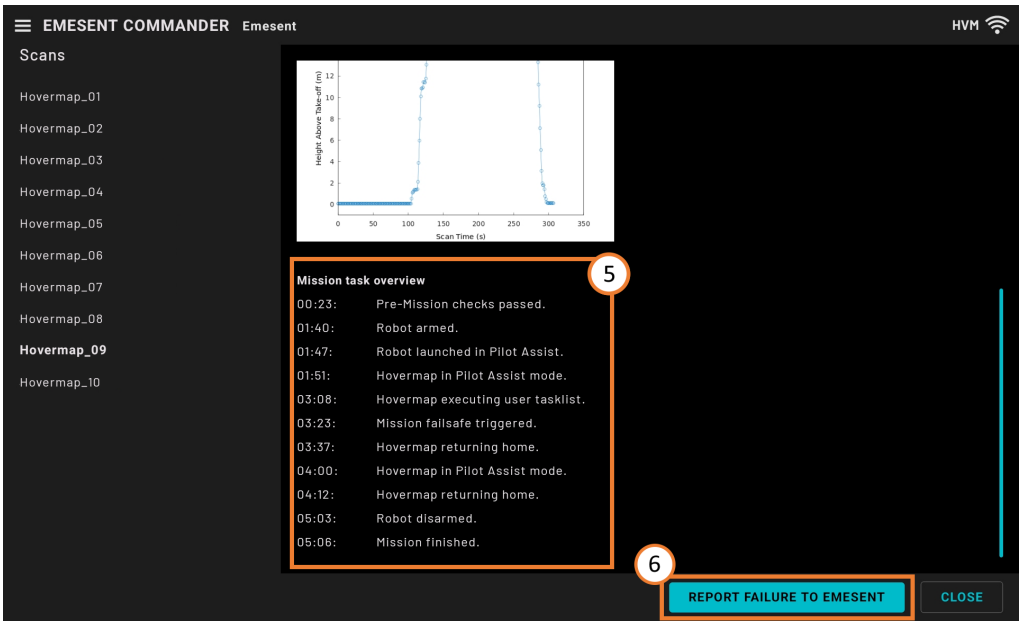 EMESENT COMMANDER Emesent HVM
Scans
Hovermap_01
Hovermap_02
Hovermap_03
Hovermap_04
Hovermap_05
Hovermap_06
Hovermap_07
Hovermap_08
Hovermap_09
Hovermap_10
Height Above Take-off (m)
12
10
8
6
4
2
0
0 50 100 150 200 250 300 350
Scan Time (s)
5
Mission task overview
00:23: Pre-Mission checks passed.
01:40: Robot armed.
01:47: Robot launched in Pilot Assist.
01:51: Hovermap in Pilot Assist mode.
03:08: Hovermap executing user tasklist.
03:23: Mission failsafe triggered.
03:37: Hovermap returning home.
04:00: Hovermap in Pilot Assist mode.
04:12: Hovermap returning home.
05:03: Robot disarmed.
05:06: Mission finished.
6
REPORT FAILURE TO EMESENT CLOSE